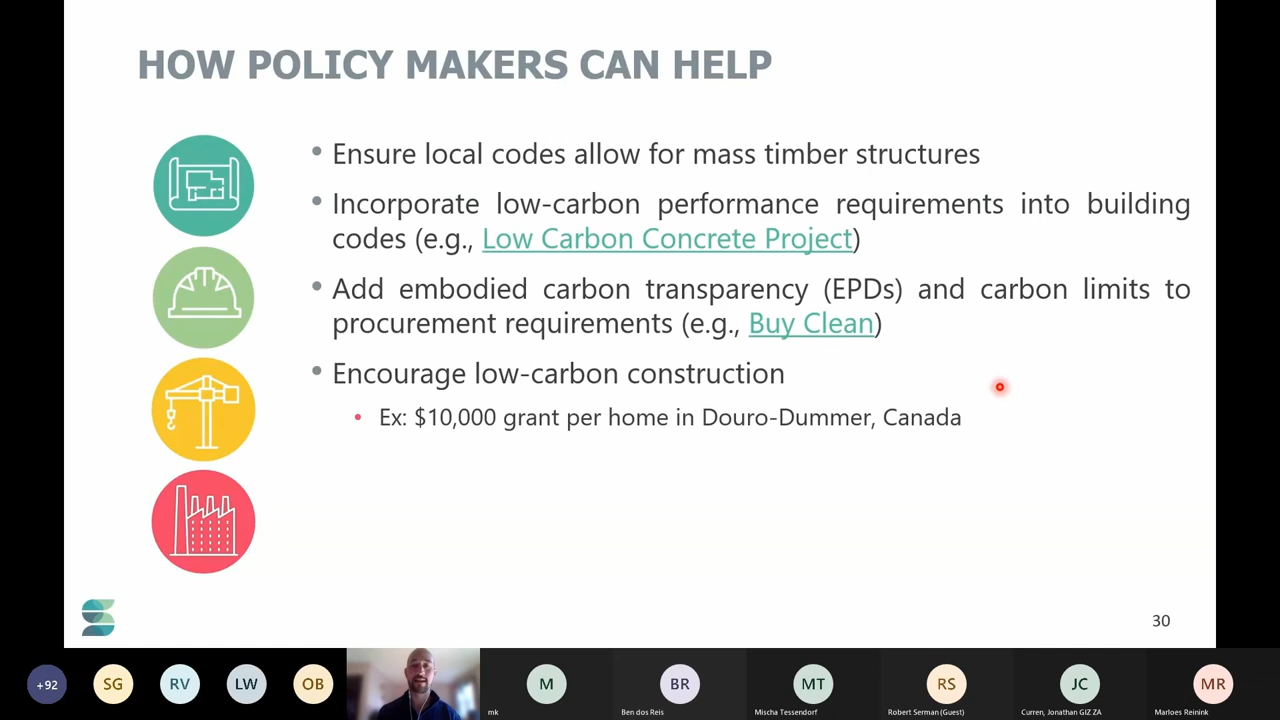 HOW POLICY MAKERS CAN HELP
• Ensure local codes allow for mass timber structures
• Incorporate low-carbon performance requirements into building
codes (e.g., Low Carbon Concrete Project)
• Add embodied carbon transparency (EPDs) and carbon limits to
procurement requirements (e.g., Buy Clean)
• Encourage low-carbon construction
• Ex: $10,000 grant per home in Douro-Dummer, Canada
30
+92 SG RV LW OB M BR MT RS JC MR
mk Ben dos Reis Mischa Tessendorf Robert Serman (Guest) Curren, Jonathan GIZ ZA Marloes Reinink